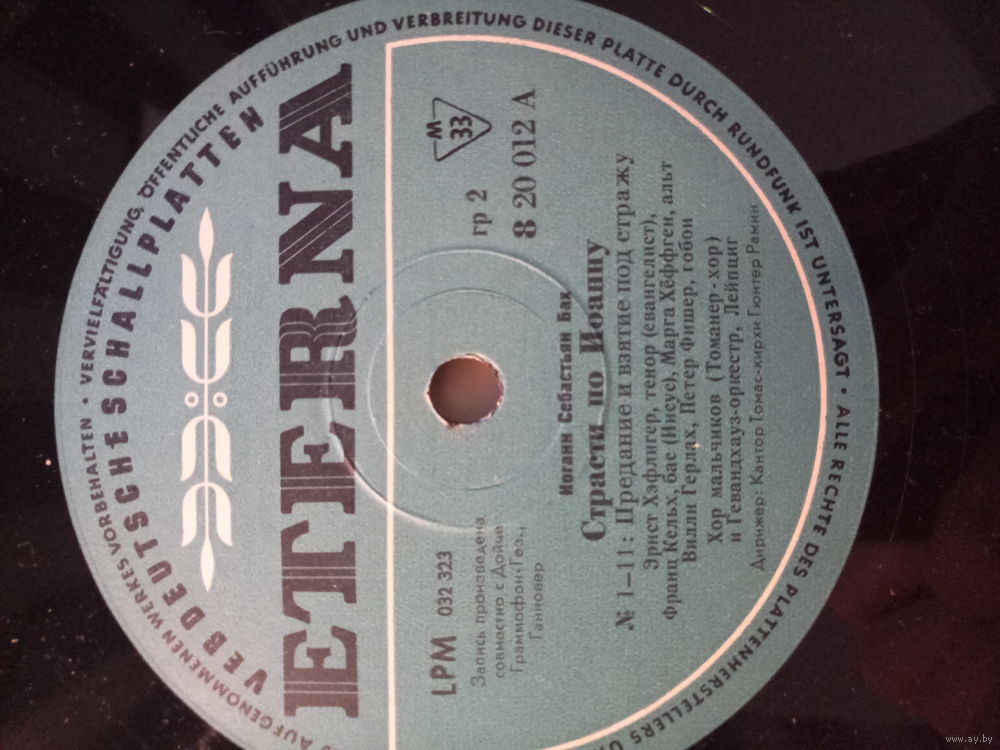 AUFGENOMMENEN WERKES VORBEHALTEN • VERVIELFÄLTIGUNG, ÖFFENTLICHE AUFFÜHRUNG UND VERBREITUNG DIESER PLATTE DURCH RUNDFUNK IST UNTERSAGT • ALLE RECHTE DES PLATTENHERSTELLERS
VEB DEUTSCHE SCHALLPLATTEN
ETERNA
LPM 032 323
Запись произведена
совместно с Дойче
Граммофон-Гез.,
Ганновер
М
33
гр 2
8 20 012 A
Иоганн Себастьян Бах
Страсти по Иоанну
№ 1–11: Предание и взятие под стражу
Эрнст Хэфлигер, тенор (евангелист),
Франц Кельх, бас (Иисус), Марга Хёффген, альт
Вилли Герлах, Петер Фишер, гобои
Хор мальчиков (Томанер-хор)
и Гевандхауз-оркестр, Лейпциг
Дирижер: Кантор Томас-кирхи Гюнтер Рамин
www.ay.by